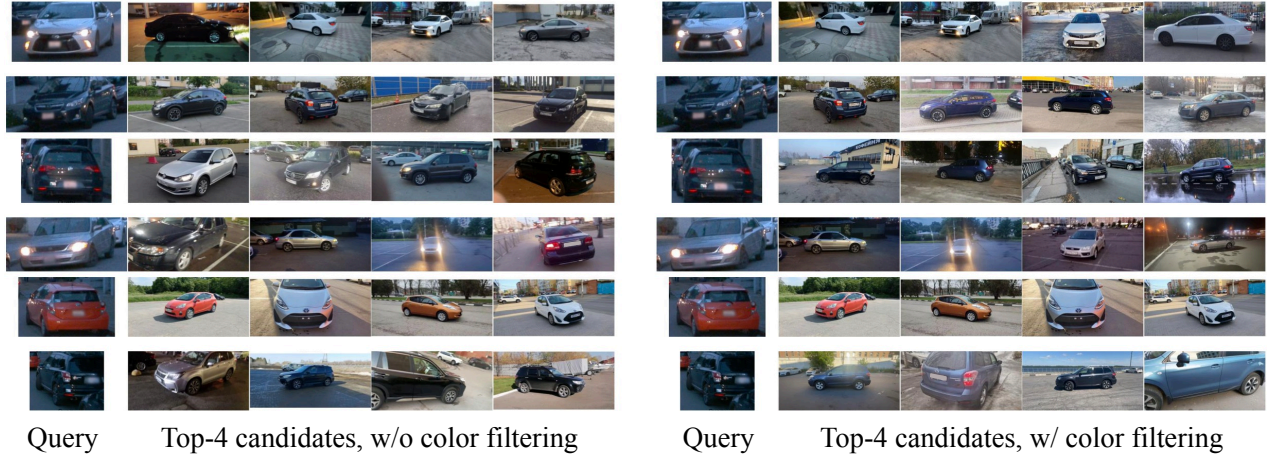 Query Top-4 candidates, w/o color filtering Query Top-4 candidates, w/ color filtering